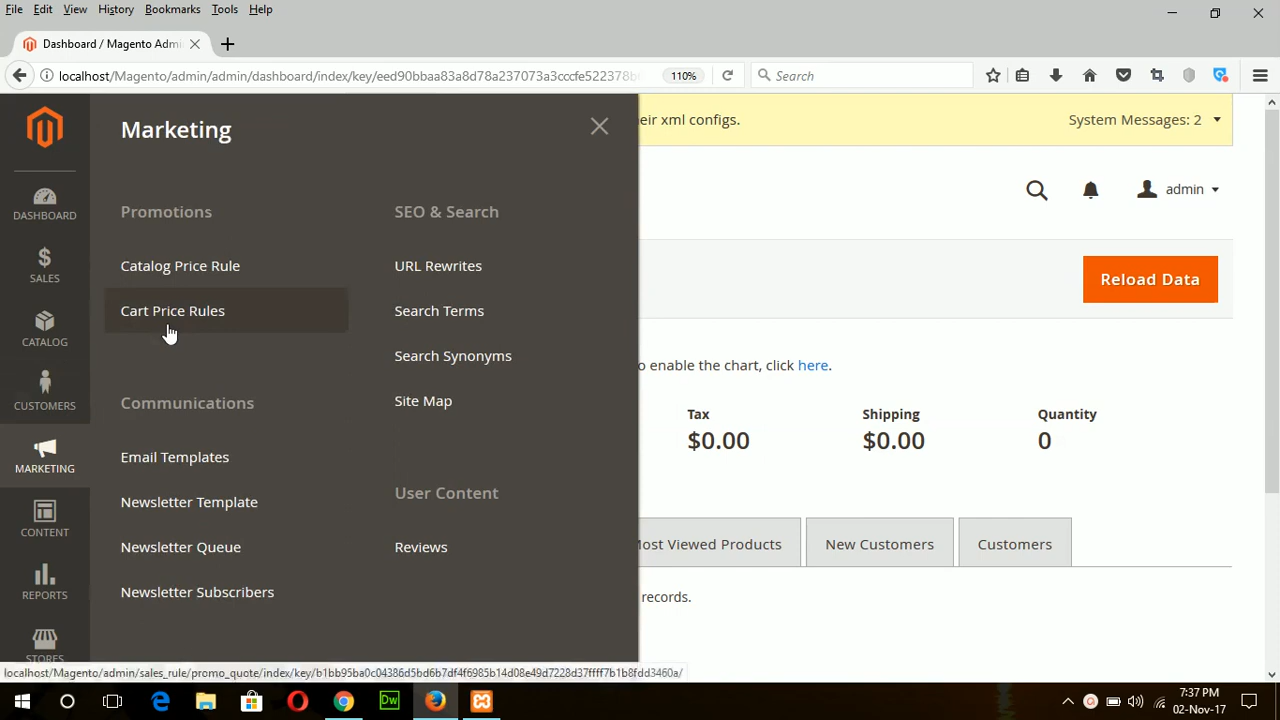 File Edit View History Bookmarks Tools Help
Dashboard / Magento Admi
localhost/Magento/admin/admin/dashboard/index/key/eed90bbaa83a8d78a237073a3cccfe522378b
110%
Search
Marketing
eir xml configs.
System Messages: 2
admin
DASHBOARD
SALES
CATALOG
CUSTOMERS
MARKETING
CONTENT
REPORTS
STORES
Promotions
Catalog Price Rule
Cart Price Rules
Communications
Email Templates
Newsletter Template
Newsletter Queue
Newsletter Subscribers
SEO & Search
URL Rewrites
Search Terms
Search Synonyms
Site Map
User Content
Reviews
Reload Data
o enable the chart, click here.
Tax Shipping Quantity
$0.00 $0.00 0
Most Viewed Products New Customers Customers
records.
localhost/Magento/admin/sales_rule/promo_quote/index/key/b1bb95ba0c04386d5bd6b7df4f6985b14d08e49d7228d37ffff7b1b8fdd3460a/
Dw
7:37 PM
02-Nov-17